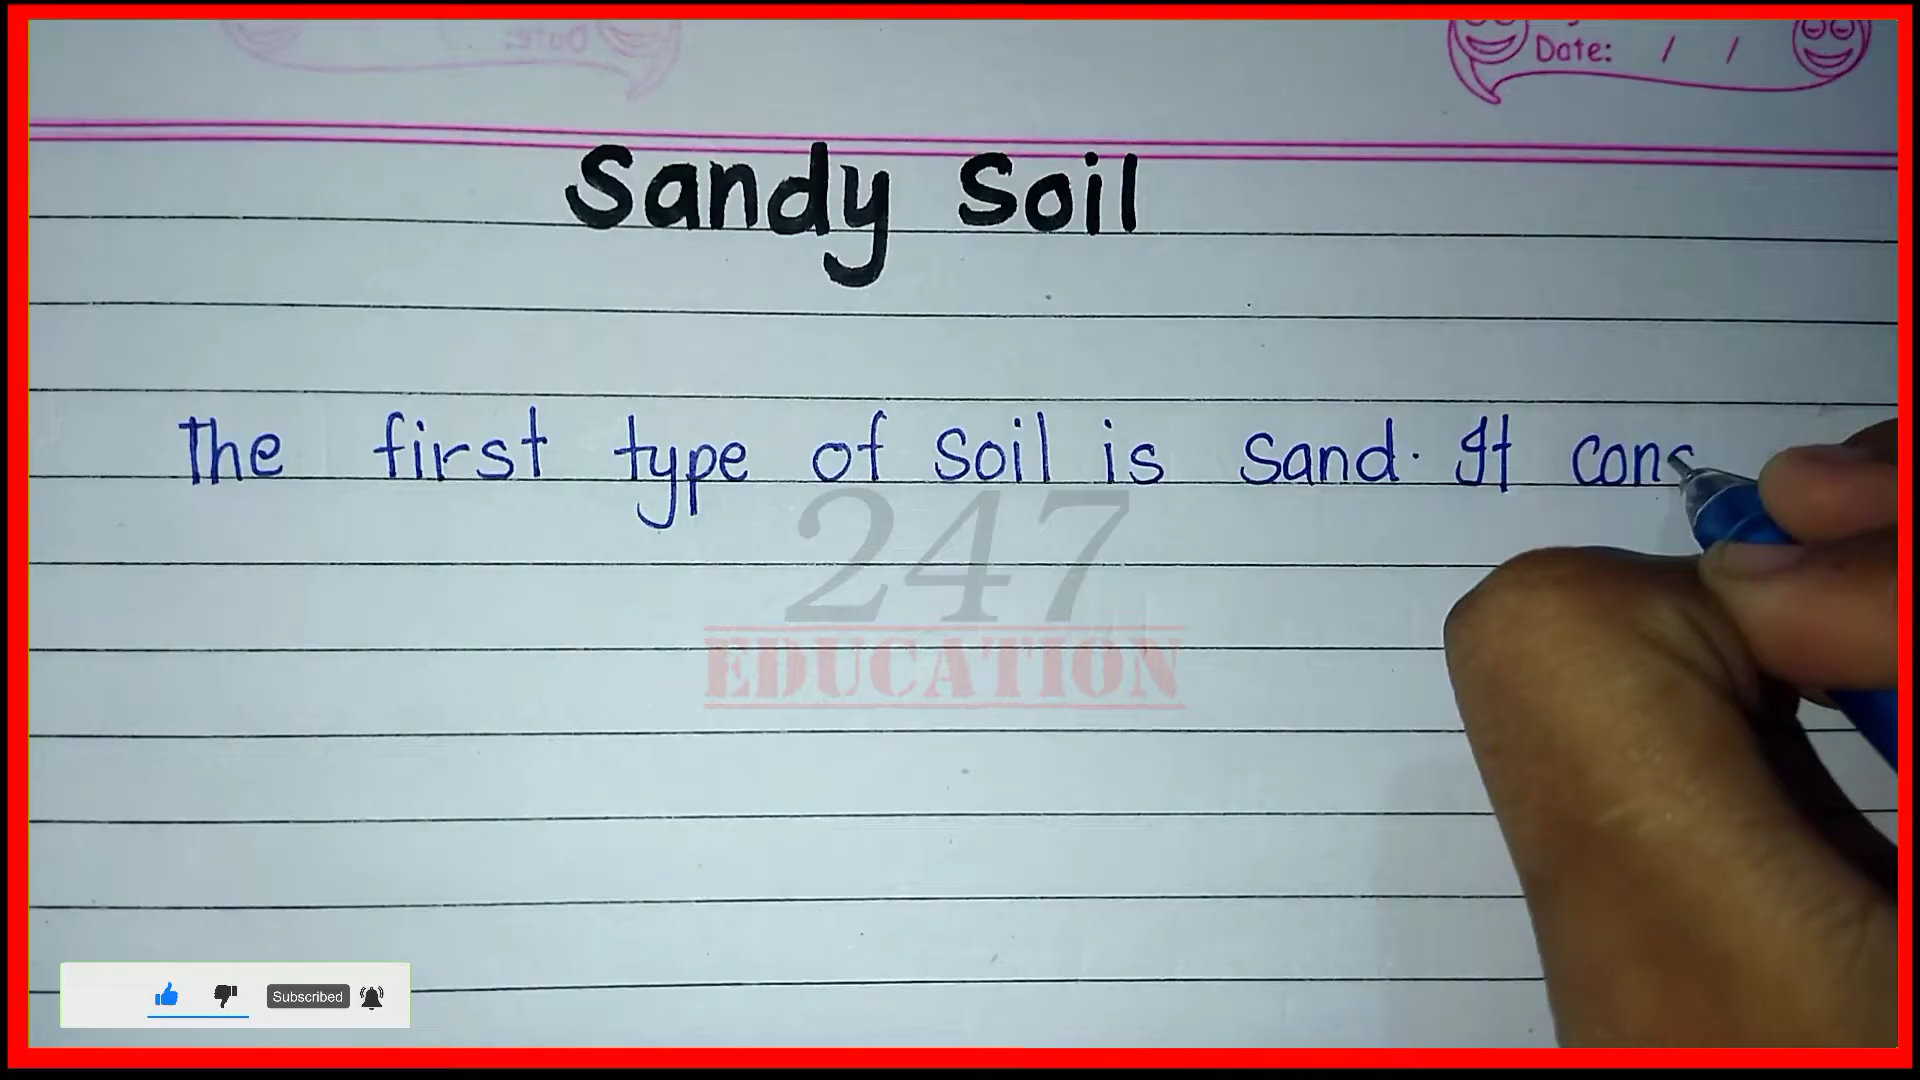 Date: / /
Sandy Soil
The first type of soil is sand. It cons
247
EDUCATION
Subscribed